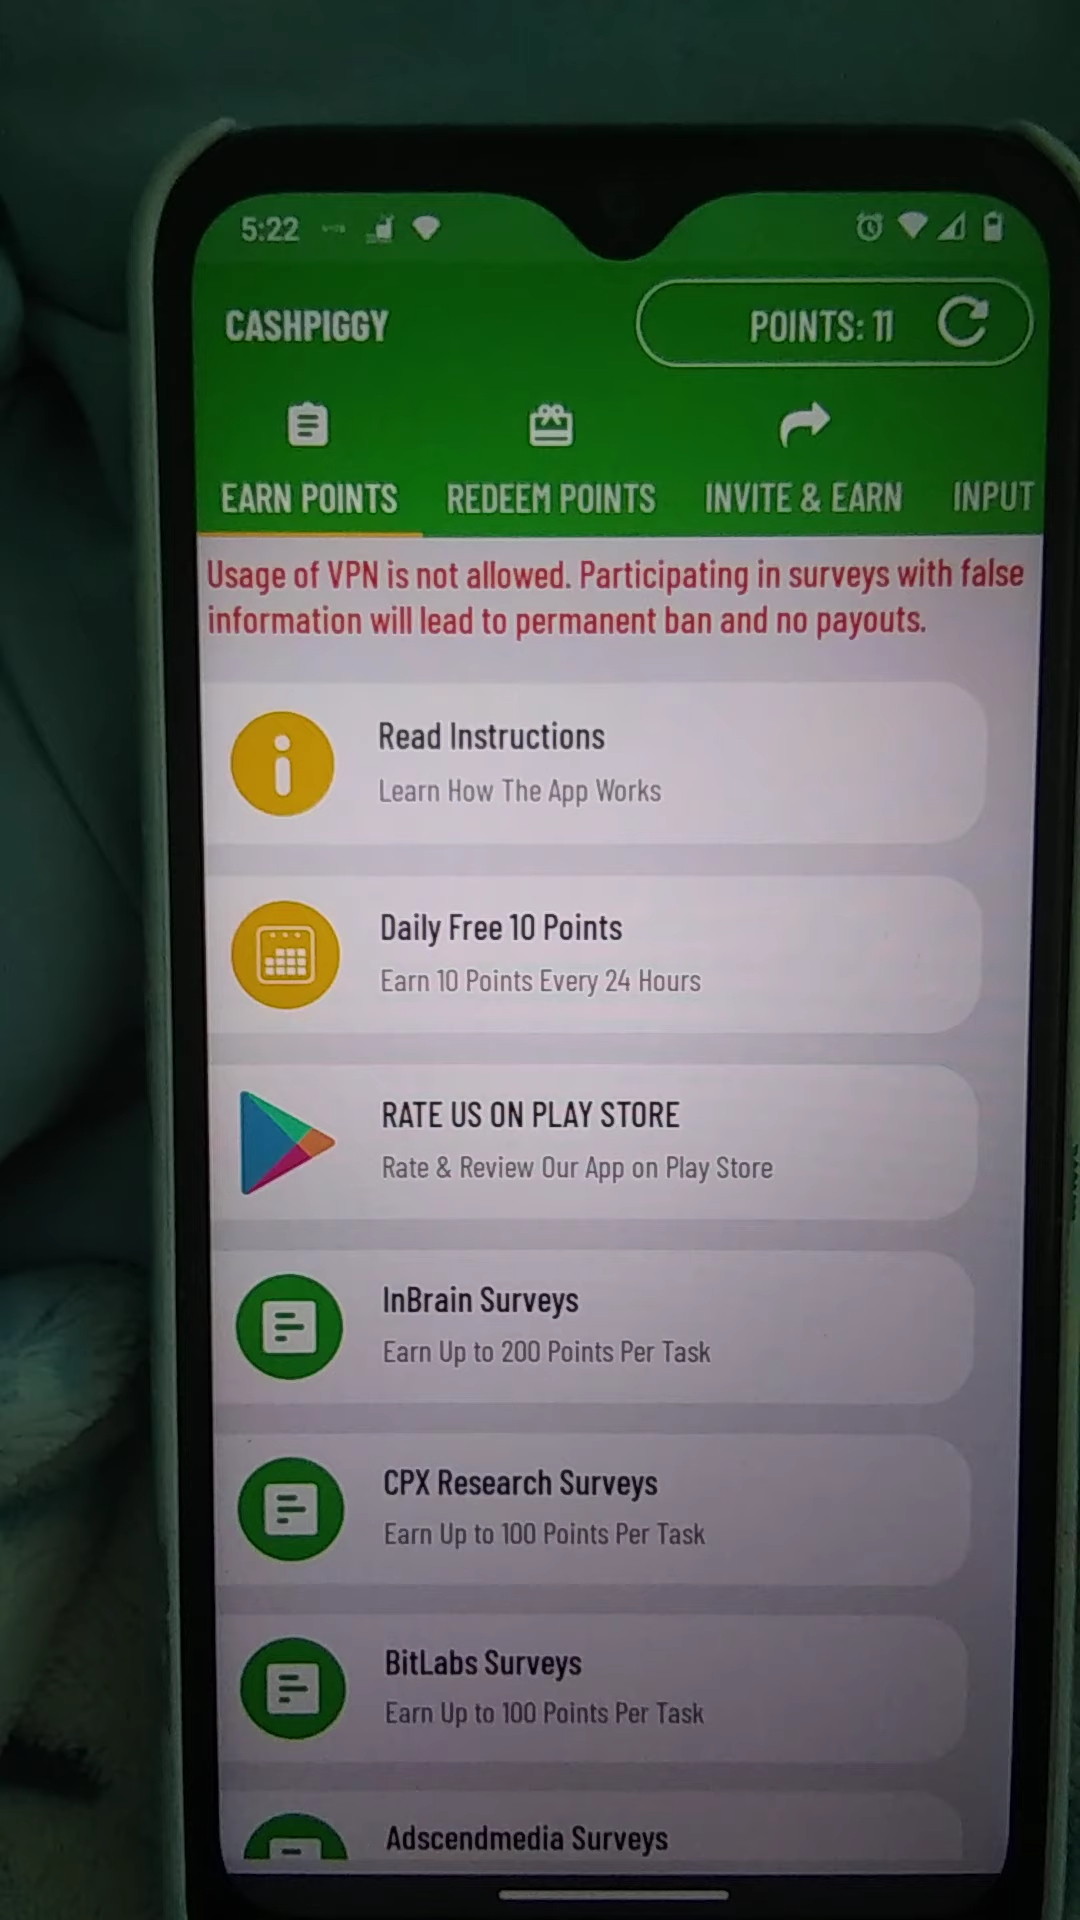 5:22
CASHPIGGY
POINTS: 11
EARN POINTS
REDEEM POINTS
INVITE & EARN
INPUT
Usage of VPN is not allowed. Participating in surveys with false
information will lead to permanent ban and no payouts.
Read Instructions
Learn How The App Works
Daily Free 10 Points
Earn 10 Points Every 24 Hours
RATE US ON PLAY STORE
Rate & Review Our App on Play Store
InBrain Surveys
Earn Up to 200 Points Per Task
CPX Research Surveys
Earn Up to 100 Points Per Task
BitLabs Surveys
Earn Up to 100 Points Per Task
Adscendmedia Surveys